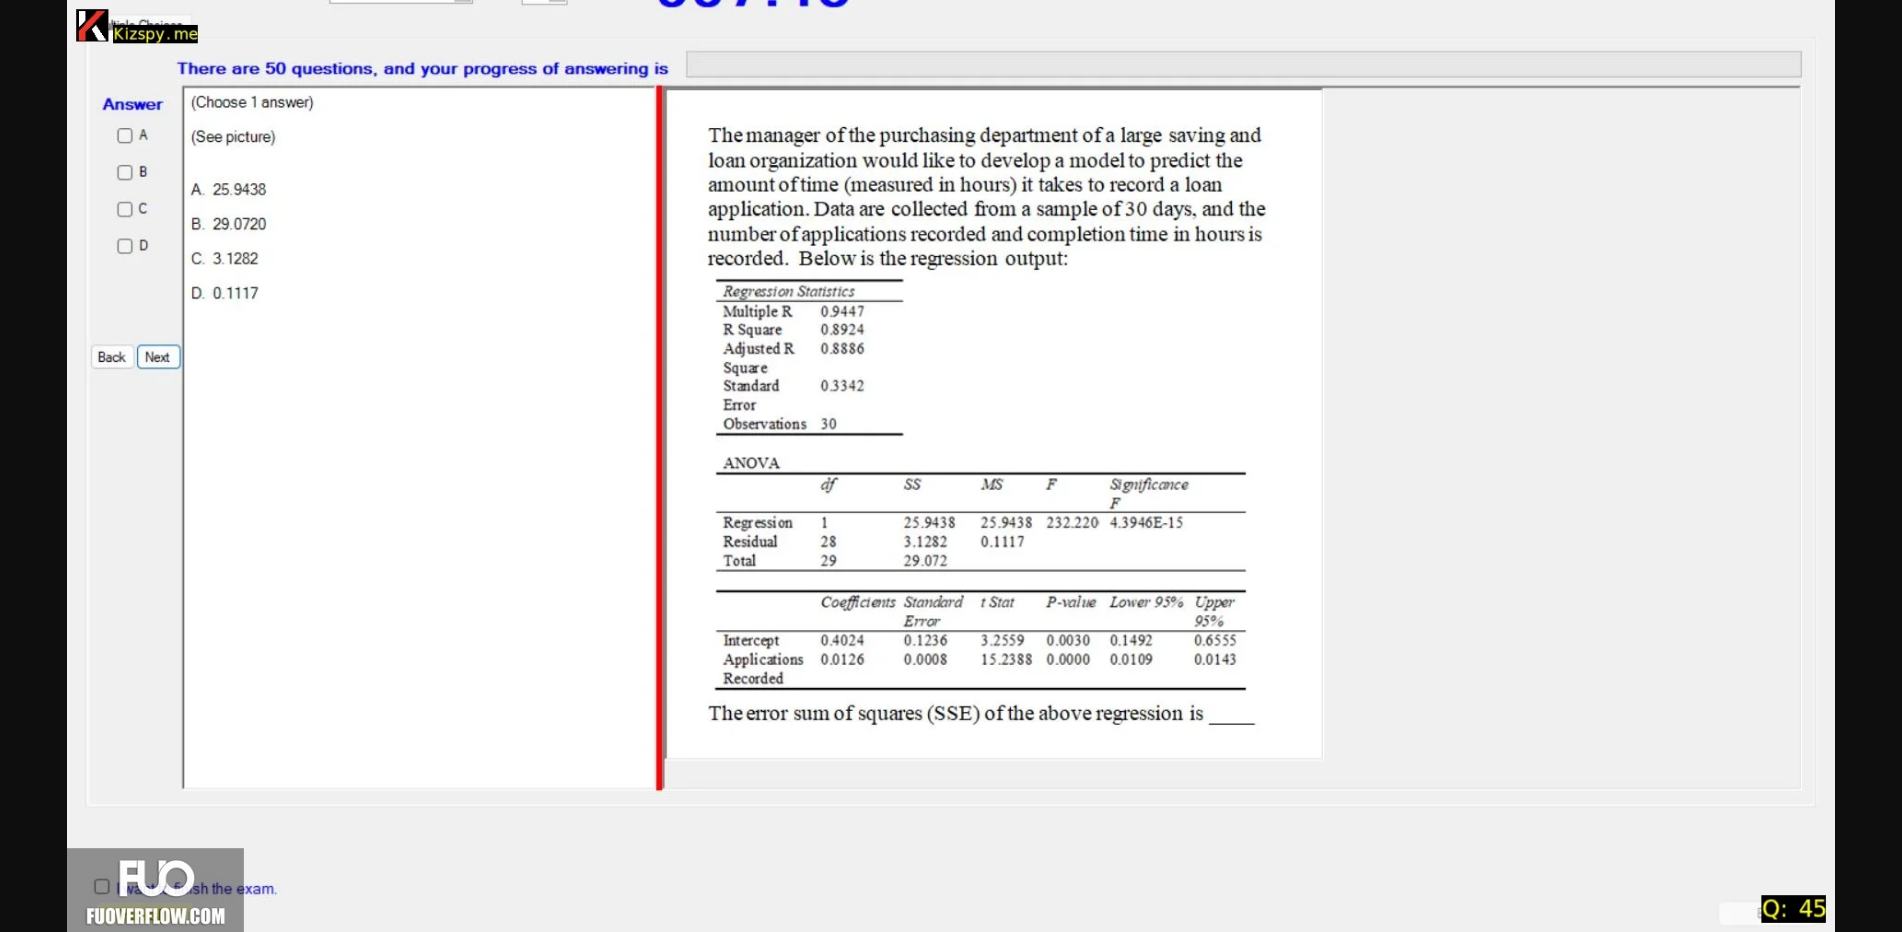 Kizspy.me
There are 50 questions, and your progress of answering is
Answer
A
B
C
D
Back Next
(Choose 1 answer)
(See picture)
A. 25.9438
B. 29.0720
C. 3.1282
D. 0.1117
The manager of the purchasing department of a large saving and
loan organization would like to develop a model to predict the
amount of time (measured in hours) it takes to record a loan
application. Data are collected from a sample of 30 days, and the
number of applications recorded and completion time in hours is
recorded. Below is the regression output:
Regression Statistics
Multiple R 0.9447
R Square 0.8924
Adjusted R 0.8886
Square
Standard 0.3342
Error
Observations 30
ANOVA
df SS MS F Significance
F
Regression 1 25.9438 25.9438 232.220 4.3946E-15
Residual 28 3.1282 0.1117
Total 29 29.072
Coefficients Standard t Stat P-value Lower 95% Upper
Error 95%
Intercept 0.4024 0.1236 3.2559 0.0030 0.1492 0.6555
Applications 0.0126 0.0008 15.2388 0.0000 0.0109 0.0143
Recorded
The error sum of squares (SSE) of the above regression is ____
FUO
the exam.
FUOVERFLOW.COM
Q: 45